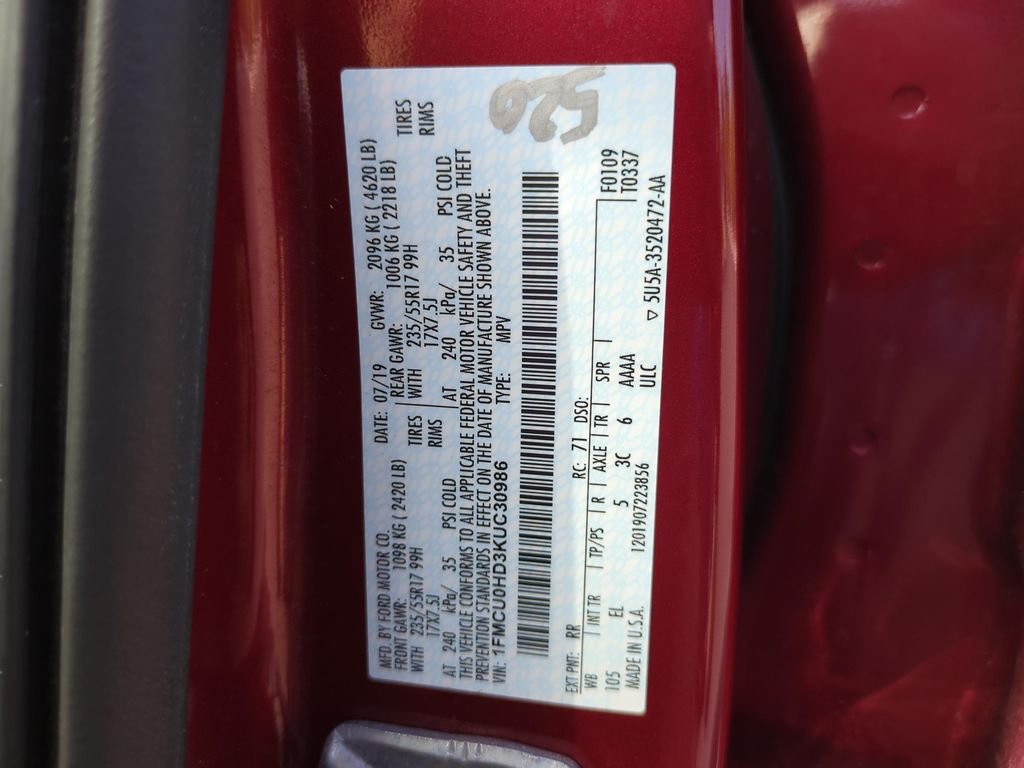 MFD. BY FORD MOTOR CO. DATE: 07/19 GVWR: 2096 KG ( 4620 LB)
FRONT GAWR: 1098 KG ( 2420 LB) REAR GAWR: 1006 KG ( 2218 LB)
WITH 235/55R17 99H TIRES WITH 235/55R17 99H TIRES
17X7.5J RIMS 17X7.5J RIMS
AT 240 kPa/ 35 PSI COLD AT 240 kPa/ 35 PSI COLD
THIS VEHICLE CONFORMS TO ALL APPLICABLE FEDERAL MOTOR VEHICLE SAFETY AND THEFT
PREVENTION STANDARDS IN EFFECT ON THE DATE OF MANUFACTURE SHOWN ABOVE.
VIN: 1FMCU0HD3KUC30986 TYPE: MPV
526
EXT PNT: RR RC: 71 DSO: F0109
WB INT TR TP/PS R AXLE TR SPR T0337
105 EL 5 3C 6 AAAA
MADE IN U.S.A. 1201907223856 ULC
▽ 5U5A-3520472-AA